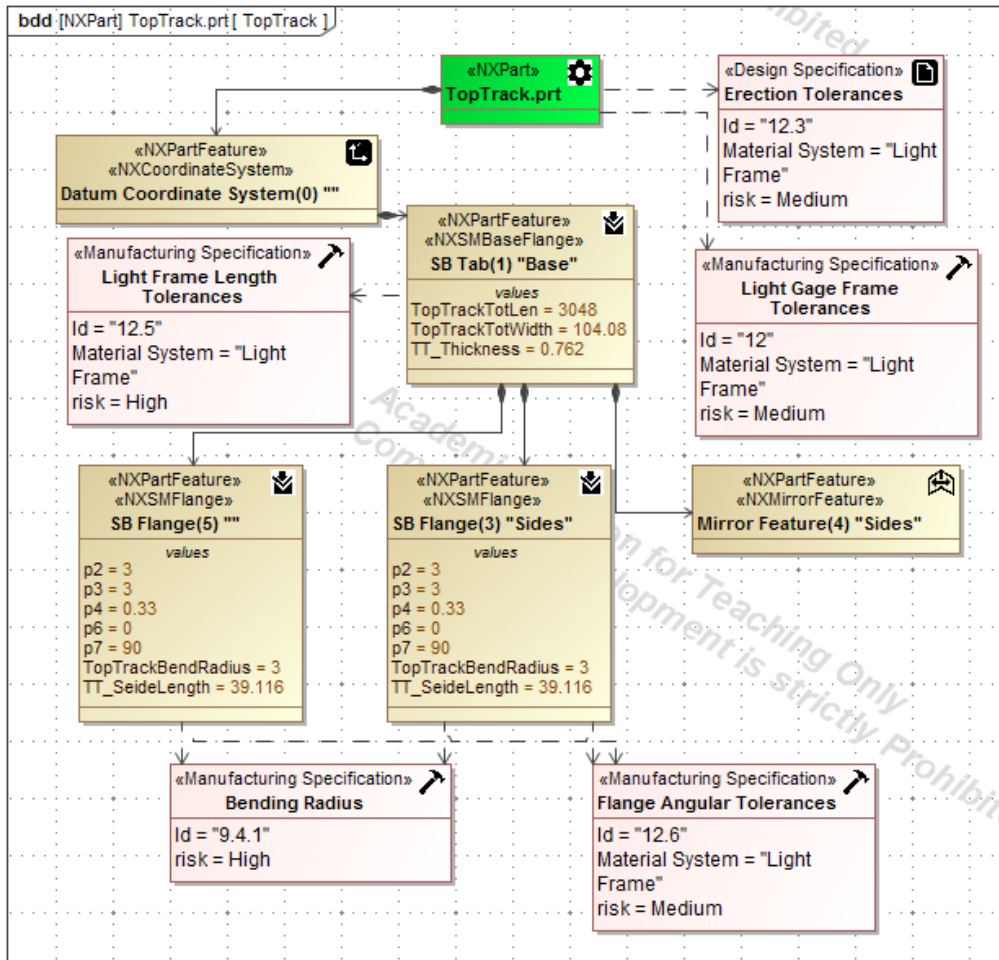 bdd [NXPart] TopTrack.prt [ TopTrack ]
«NXPart»
TopTrack.prt
«Design Specification»
Erection Tolerances
Id = "12.3"
Material System = "Light
Frame"
risk = Medium
«NXPartFeature»
«NXCoordinateSystem»
Datum Coordinate System(0) ""
«NXPartFeature»
«NXSMBaseFlange»
SB Tab(1) "Base"
values
TopTrackTotLen = 3048
TopTrackTotWidth = 104.08
TT_Thickness = 0.762
«Manufacturing Specification»
Light Frame Length
Tolerances
Id = "12.5"
Material System = "Light
Frame"
risk = High
«Manufacturing Specification»
Light Gage Frame
Tolerances
Id = "12"
Material System = "Light
Frame"
risk = Medium
«NXPartFeature»
«NXSMFlange»
SB Flange(5) ""
values
p2 = 3
p3 = 3
p4 = 0.33
p6 = 0
p7 = 90
TopTrackBendRadius = 3
TT_SeideLength = 39.116
«NXPartFeature»
«NXSMFlange»
SB Flange(3) "Sides"
values
p2 = 3
p3 = 3
p4 = 0.33
p6 = 0
p7 = 90
TopTrackBendRadius = 3
TT_SeideLength = 39.116
«NXPartFeature»
«NXMirrorFeature»
Mirror Feature(4) "Sides"
«Manufacturing Specification»
Bending Radius
Id = "9.4.1"
risk = High
«Manufacturing Specification»
Flange Angular Tolerances
Id = "12.6"
Material System = "Light
Frame"
risk = Medium
for Teaching Only
is strictly